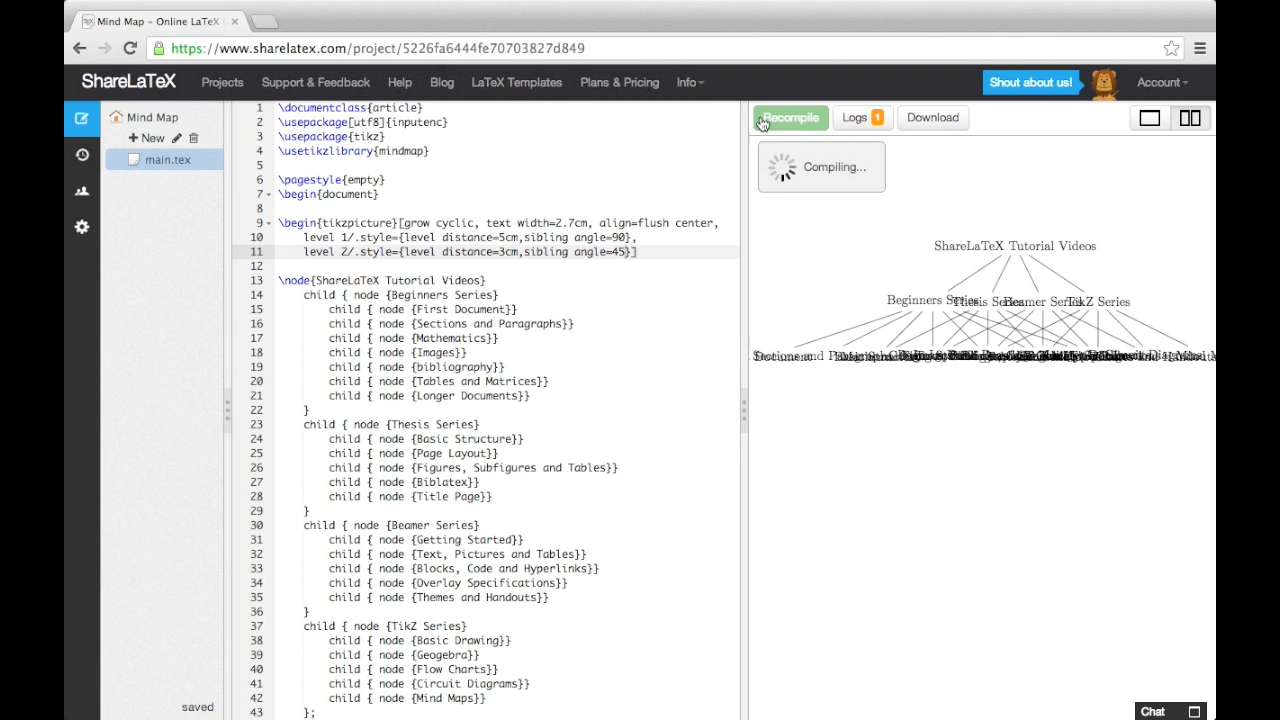 Mind Map – Online LaTeX
https://www.sharelatex.com/project/5226fa6444fe70703827d849
ShareLaTeX Projects Support & Feedback Help Blog LaTeX Templates Plans & Pricing Info Shout about us! Account
Mind Map
New
main.tex
saved
1 \documentclass{article}
2 \usepackage[utf8]{inputenc}
3 \usepackage{tikz}
4 \usetikzlibrary{mindmap}
5
6 \pagestyle{empty}
7 \begin{document}
8
9 \begin{tikzpicture}[grow cyclic, text width=2.7cm, align=flush center,
10 level 1/.style={level distance=5cm,sibling angle=90},
11 level 2/.style={level distance=3cm,sibling angle=45}]
12
13 \node{ShareLaTeX Tutorial Videos}
14 child { node {Beginners Series}
15 child { node {First Document}}
16 child { node {Sections and Paragraphs}}
17 child { node {Mathematics}}
18 child { node {Images}}
19 child { node {bibliography}}
20 child { node {Tables and Matrices}}
21 child { node {Longer Documents}}
22 }
23 child { node {Thesis Series}
24 child { node {Basic Structure}}
25 child { node {Page Layout}}
26 child { node {Figures, Subfigures and Tables}}
27 child { node {Biblatex}}
28 child { node {Title Page}}
29 }
30 child { node {Beamer Series}
31 child { node {Getting Started}}
32 child { node {Text, Pictures and Tables}}
33 child { node {Blocks, Code and Hyperlinks}}
34 child { node {Overlay Specifications}}
35 child { node {Themes and Handouts}}
36 }
37 child { node {TikZ Series}
38 child { node {Basic Drawing}}
39 child { node {Geogebra}}
40 child { node {Flow Charts}}
41 child { node {Circuit Diagrams}}
42 child { node {Mind Maps}}
43 };
Recompile Logs 1 Download
Compiling...
ShareLaTeX Tutorial Videos
Beginners Series Thesis Series Beamer Series TikZ Series
Chat